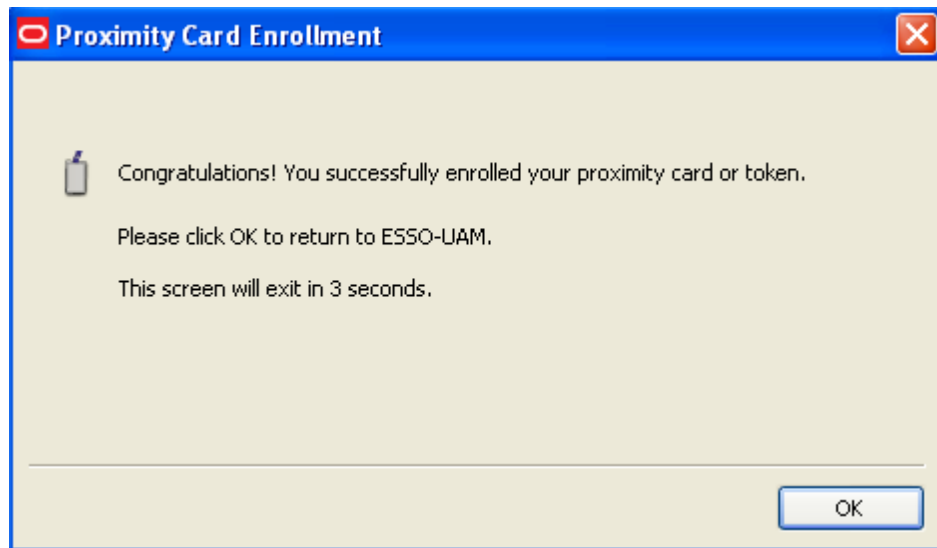 Proximity Card Enrollment
Congratulations! You successfully enrolled your proximity card or token.
Please click OK to return to ESSO-UAM.
This screen will exit in 3 seconds.
OK